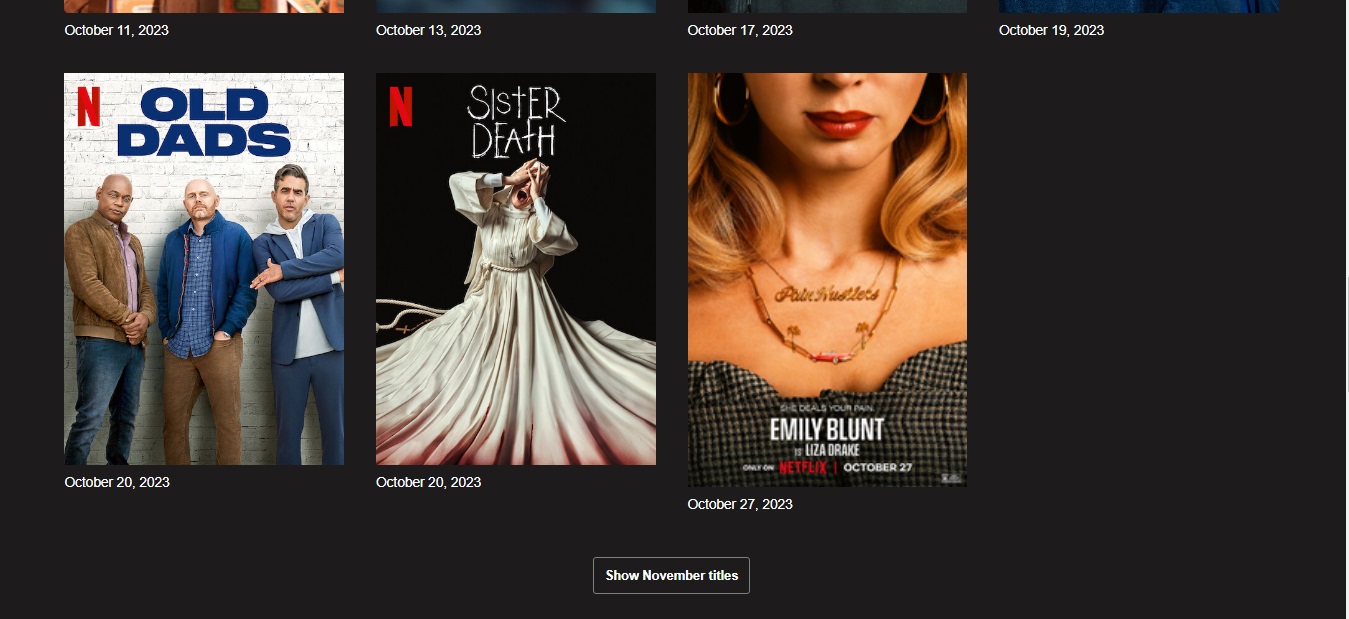 October 11, 2023
October 13, 2023
October 17, 2023
October 19, 2023
N
OLD
DADS
October 20, 2023
N
SISTER
DEATH
October 20, 2023
Pain Hustlers
SHE DEALS YOUR PAIN.
EMILY BLUNT
IS LIZA DRAKE
ONLY ON NETFLIX | OCTOBER 27
October 27, 2023
Show November titles